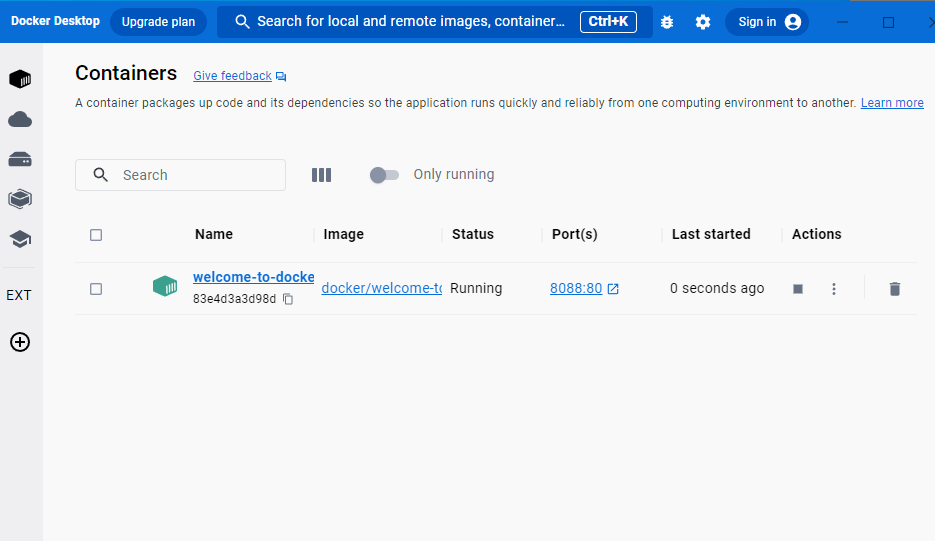 Docker Desktop Upgrade plan Search for local and remote images, container... Ctrl+K Sign in
Containers Give feedback
A container packages up code and its dependencies so the application runs quickly and reliably from one computing environment to another. Learn more
Search Only running
Name Image Status Port(s) Last started Actions
welcome-to-docke
docker/welcome-to Running 8088:80 0 seconds ago
83e4d3a3d98d
EXT